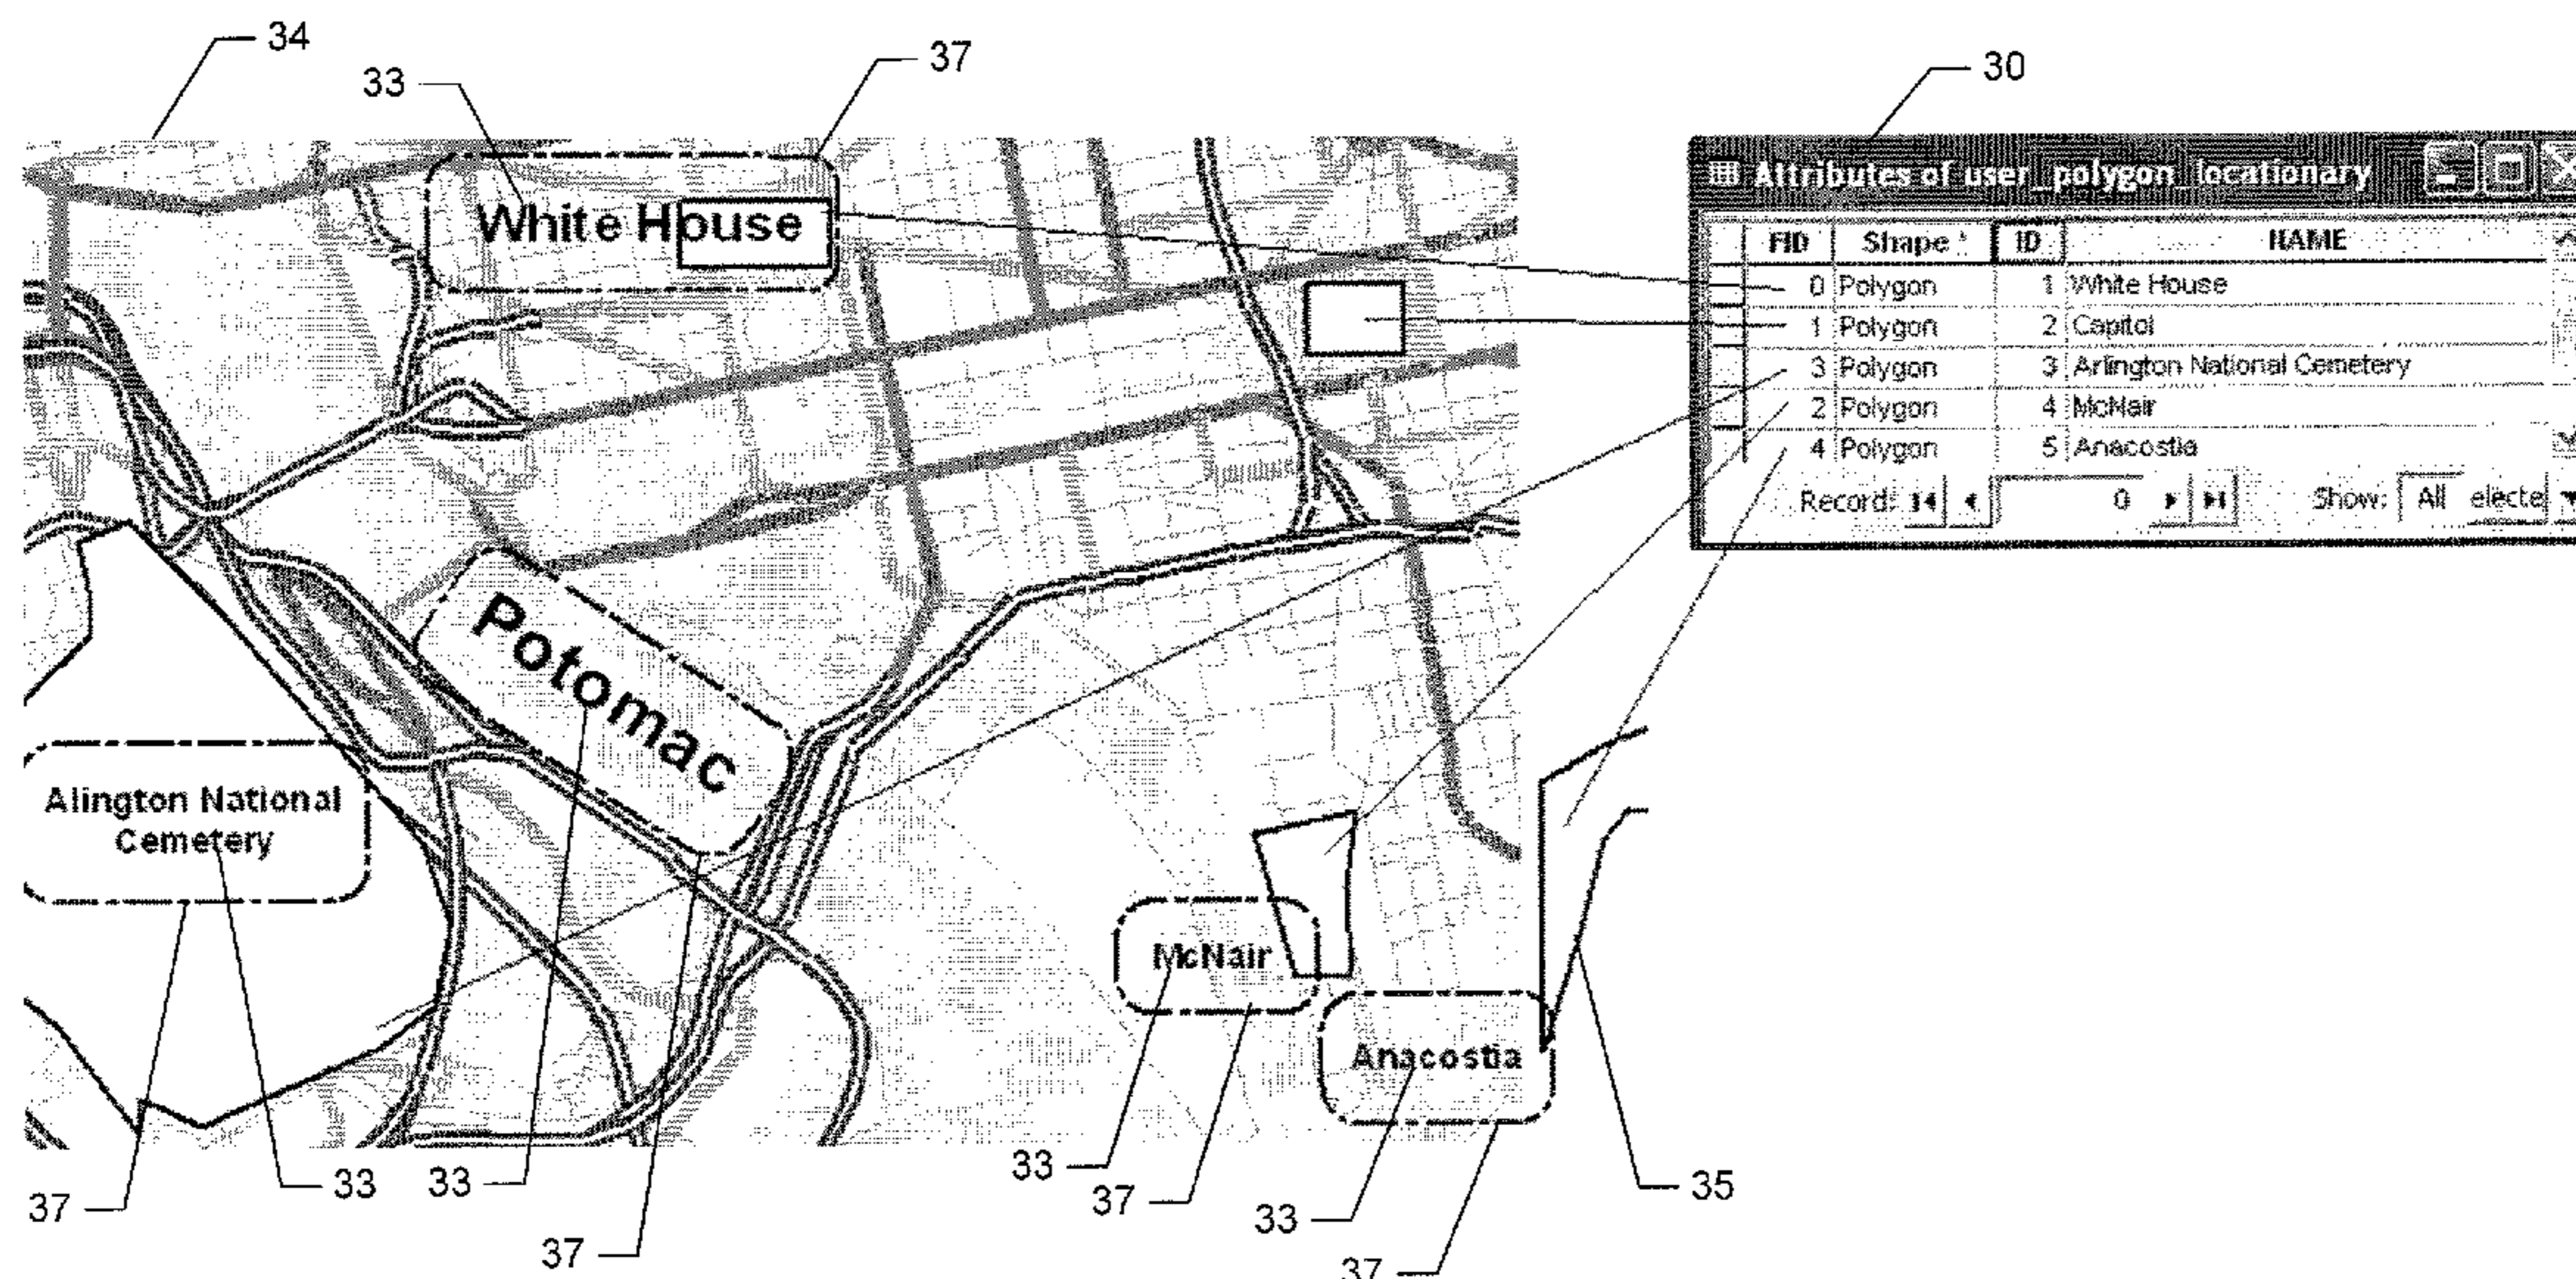 34
33
37
30
White House
Attributes of user_polygon_locationary
FID Shape * ID NAME
0 Polygon 1 White House
1 Polygon 2 Capitol
3 Polygon 3 Arlington National Cemetery
2 Polygon 4 McNair
4 Polygon 5 Anacostia
Record: 0 Show: All electe
Potomac
Alington National
Cemetery
McNair
Anacostia
33
33
33
35
37
37
33
37
37